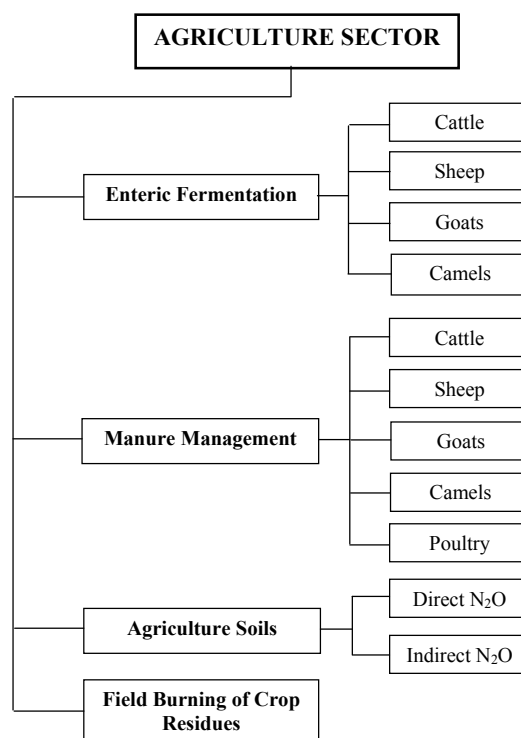 AGRICULTURE SECTOR
Enteric Fermentation
Cattle
Sheep
Goats
Camels
Manure Management
Cattle
Sheep
Goats
Camels
Poultry
Agriculture Soils
Direct N₂O
Indirect N₂O
Field Burning of Crop
Residues